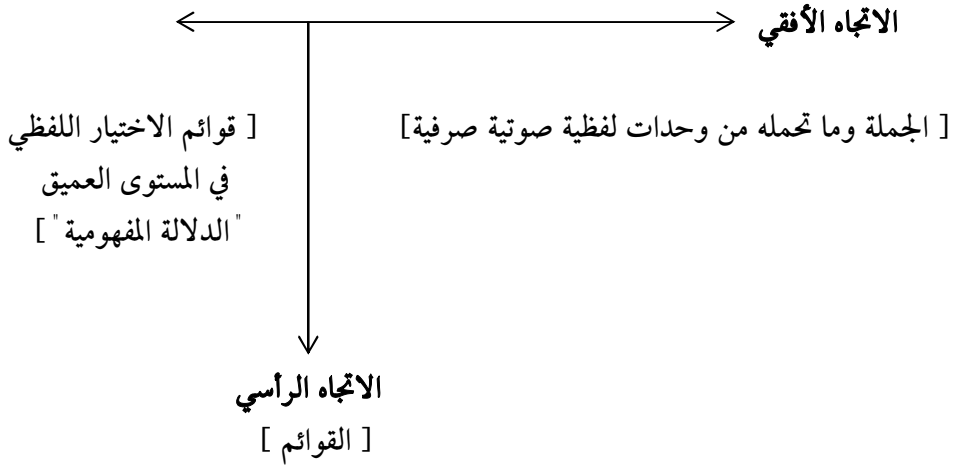 الاتجاه الأفقي
[ الجملة وما تحمله من وحدات لفظية صوتية صرفية]
[ قوائم الاختيار اللفظي
في المستوى العميق
"الدلالة المفهومية" ]
الاتجاه الرأسي
[ القوائم ]